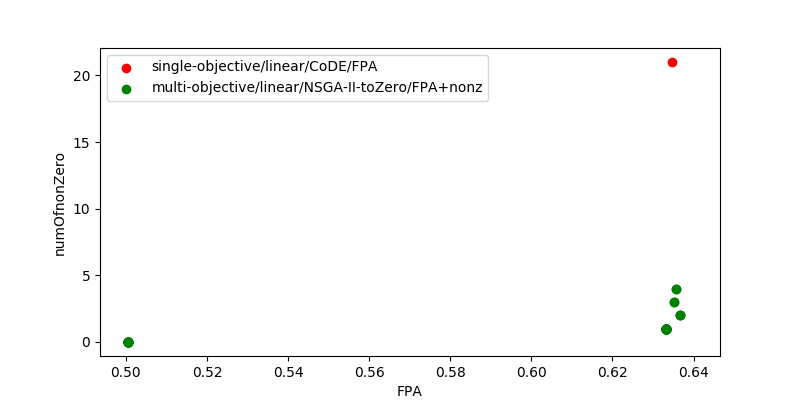 single-objective/linear/CoDE/FPA
multi-objective/linear/NSGA-II-toZero/FPA+nonz
20
15
10
5
0
numOfnonZero
0.50 0.52 0.54 0.56 0.58 0.60 0.62 0.64
FPA